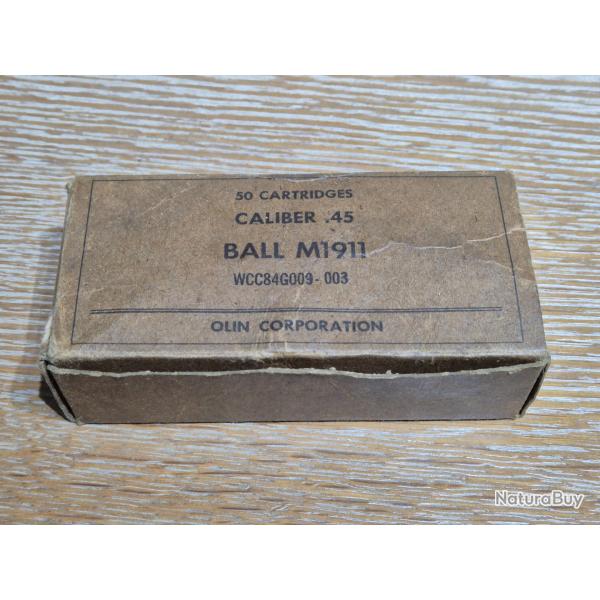 50 CARTRIDGES
CALIBER .45
BALL M1911
WCC84G009-003
OLIN CORPORATION
NaturaBuy